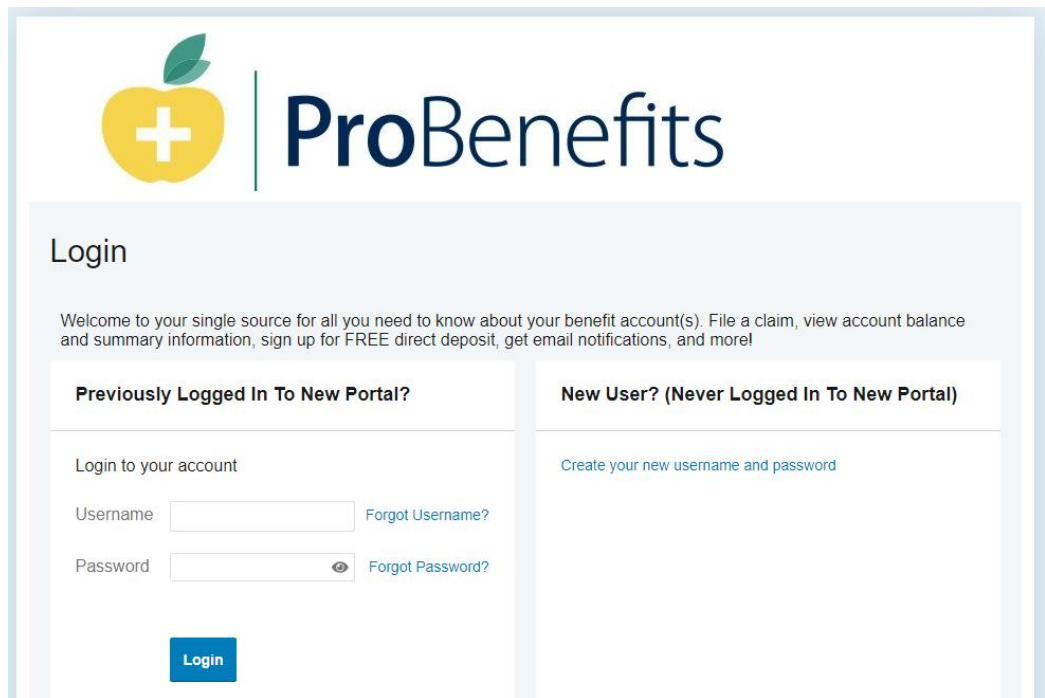 ProBenefits
Login
Welcome to your single source for all you need to know about your benefit account(s). File a claim, view account balance
and summary information, sign up for FREE direct deposit, get email notifications, and more!
Previously Logged In To New Portal?
Login to your account
Username
Forgot Username?
Password
Forgot Password?
Login
New User? (Never Logged In To New Portal)
Create your new username and password